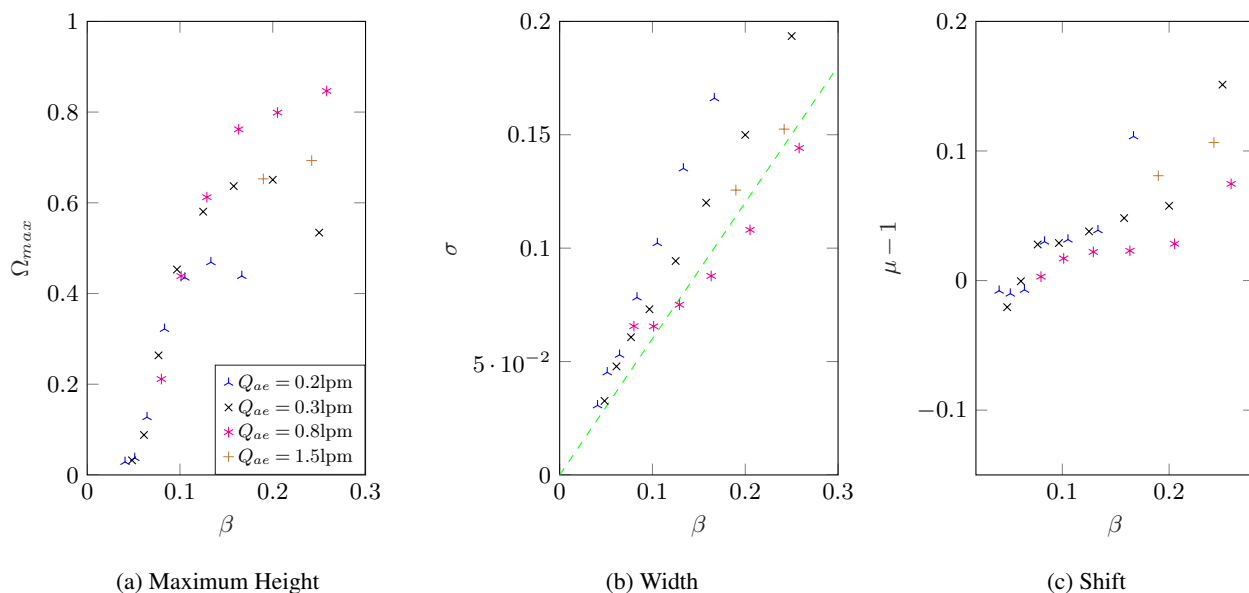 1
0.8
0.6
0.4
0.2
0
0 0.1 0.2 0.3
Ω_max
β
Q_ae = 0.2lpm
Q_ae = 0.3lpm
Q_ae = 0.8lpm
Q_ae = 1.5lpm
(a) Maximum Height
0.2
0.15
0.1
5·10⁻²
0
0 0.1 0.2 0.3
σ
β
(b) Width
0.1
0
−0.1
0.1 0.2
μ − 1
β
(c) Shift